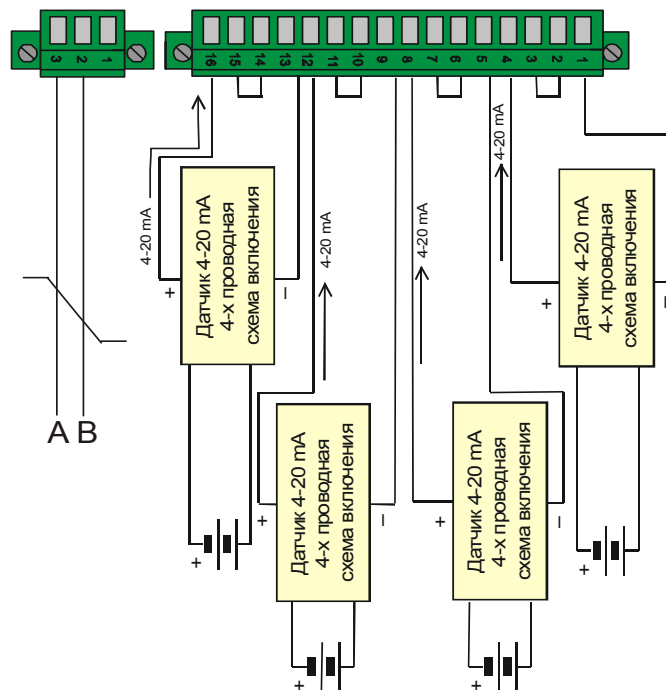 3 2 1
16 15 14 13 12 11 10 9 8 7 6 5 4 3 2 1
4-20 mA
4-20 mA
4-20 mA
4-20 mA
Датчик 4-20 mA
4-х проводная
схема включения
+ –
+
Датчик 4-20 mA
4-х проводная
схема включения
+ –
+
Датчик 4-20 mA
4-х проводная
схема включения
+ –
+
Датчик 4-20 mA
4-х проводная
схема включения
+ –
+
A B